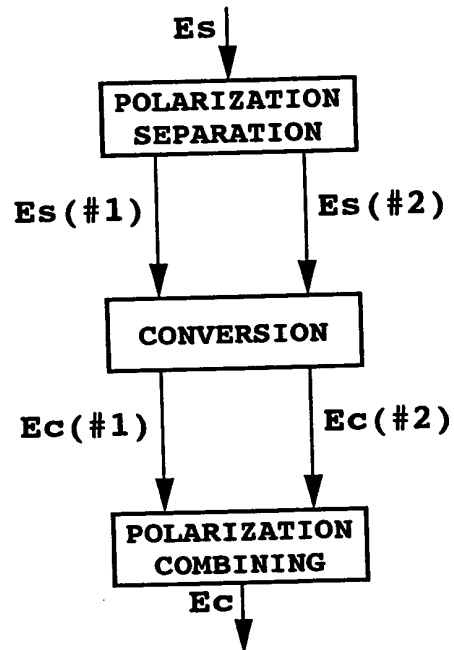 Es
POLARIZATION
SEPARATION
Es(#1)
Es(#2)
CONVERSION
Ec(#1)
Ec(#2)
POLARIZATION
COMBINING
Ec